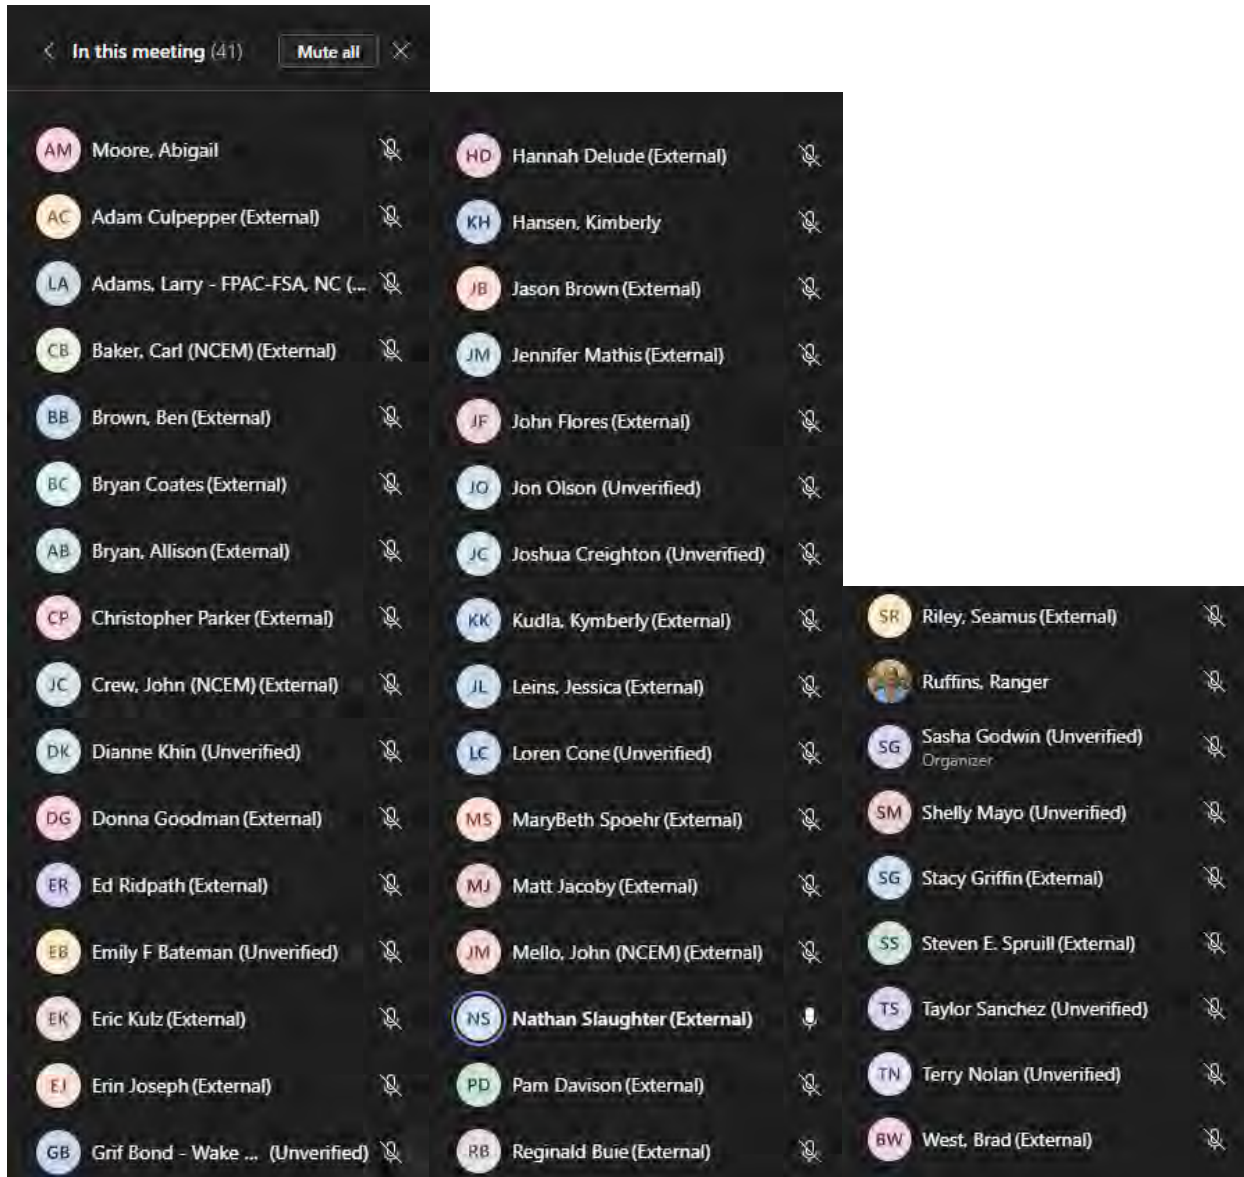 In this meeting (41) Mute all
AM Moore, Abigail
AC Adam Culpepper (External)
LA Adams, Larry - FPAC-FSA, NC (...
CB Baker, Carl (NCEM) (External)
BB Brown, Ben (External)
BC Bryan Coates (External)
AB Bryan, Allison (External)
CP Christopher Parker (External)
JC Crew, John (NCEM) (External)
DK Dianne Khin (Unverified)
DG Donna Goodman (External)
ER Ed Ridpath (External)
EB Emily F Bateman (Unverified)
EK Eric Kulz (External)
EJ Erin Joseph (External)
GB Grif Bond - Wake ... (Unverified)
HD Hannah Delude (External)
KH Hansen, Kimberly
JB Jason Brown (External)
JM Jennifer Mathis (External)
JF John Flores (External)
JO Jon Olson (Unverified)
JC Joshua Creighton (Unverified)
KK Kudla, Kymberly (External)
JL Leins, Jessica (External)
LC Loren Cone (Unverified)
MS MaryBeth Spoehr (External)
MJ Matt Jacoby (External)
JM Mello, John (NCEM) (External)
NS Nathan Slaughter (External)
PD Pam Davison (External)
RB Reginald Buie (External)
SR Riley, Seamus (External)
Ruffins, Ranger
SG Sasha Godwin (Unverified)
Organizer
SM Shelly Mayo (Unverified)
SG Stacy Griffin (External)
SS Steven E. Spruill (External)
TS Taylor Sanchez (Unverified)
TN Terry Nolan (Unverified)
BW West, Brad (External)